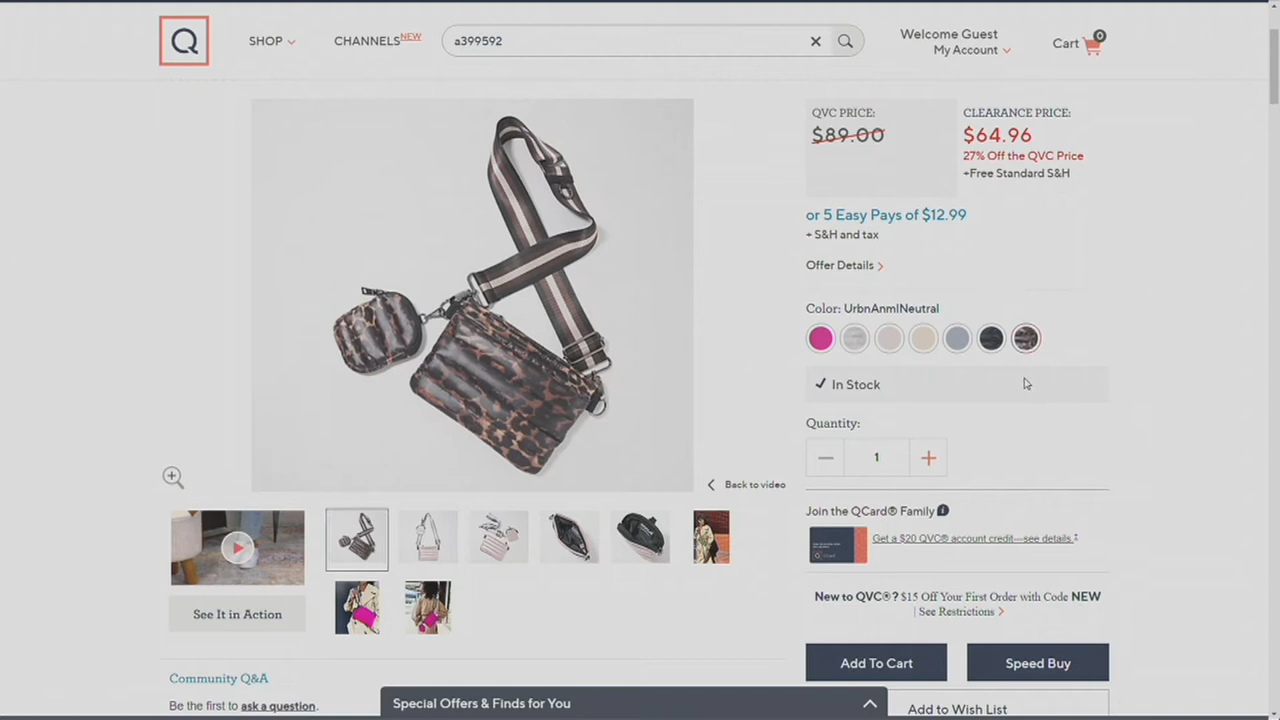 Q
SHOP
CHANNELS NEW
a399592
Welcome Guest
My Account
Cart
0
QVC PRICE:
$89.00
CLEARANCE PRICE:
$64.96
27% Off the QVC Price
+Free Standard S&H
or 5 Easy Pays of $12.99
+ S&H and tax
Offer Details
Color: UrbnAnmlNeutral
In Stock
Quantity:
1
Back to video
Join the QCard® Family
Get a $20 QVC® account credit—see details.‡
See It in Action
New to QVC®? $15 Off Your First Order with Code NEW
| See Restrictions
Add To Cart
Speed Buy
Community Q&A
Be the first to ask a question.
Special Offers & Finds for You
Add to Wish List